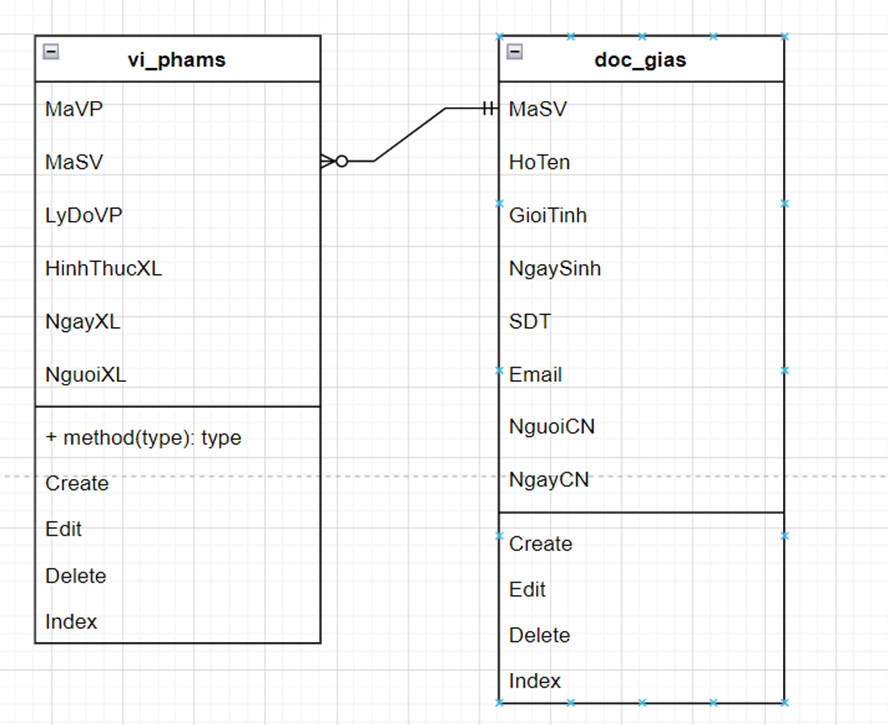 vi_phams
MaVP
MaSV
LyDoVP
HinhThucXL
NgayXL
NguoiXL
+ method(type): type
Create
Edit
Delete
Index
doc_gias
MaSV
HoTen
GioiTinh
NgaySinh
SDT
Email
NguoiCN
NgayCN
Create
Edit
Delete
Index